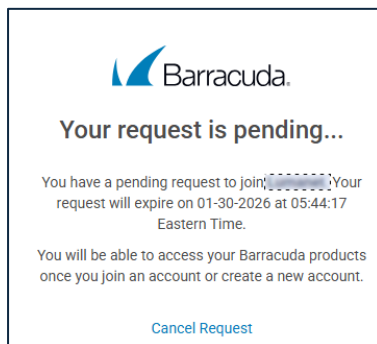 Barracuda.
Your request is pending...
You have a pending request to join Your
request will expire on 01-30-2026 at 05:44:17
Eastern Time.
You will be able to access your Barracuda products
once you join an account or create a new account.
Cancel Request